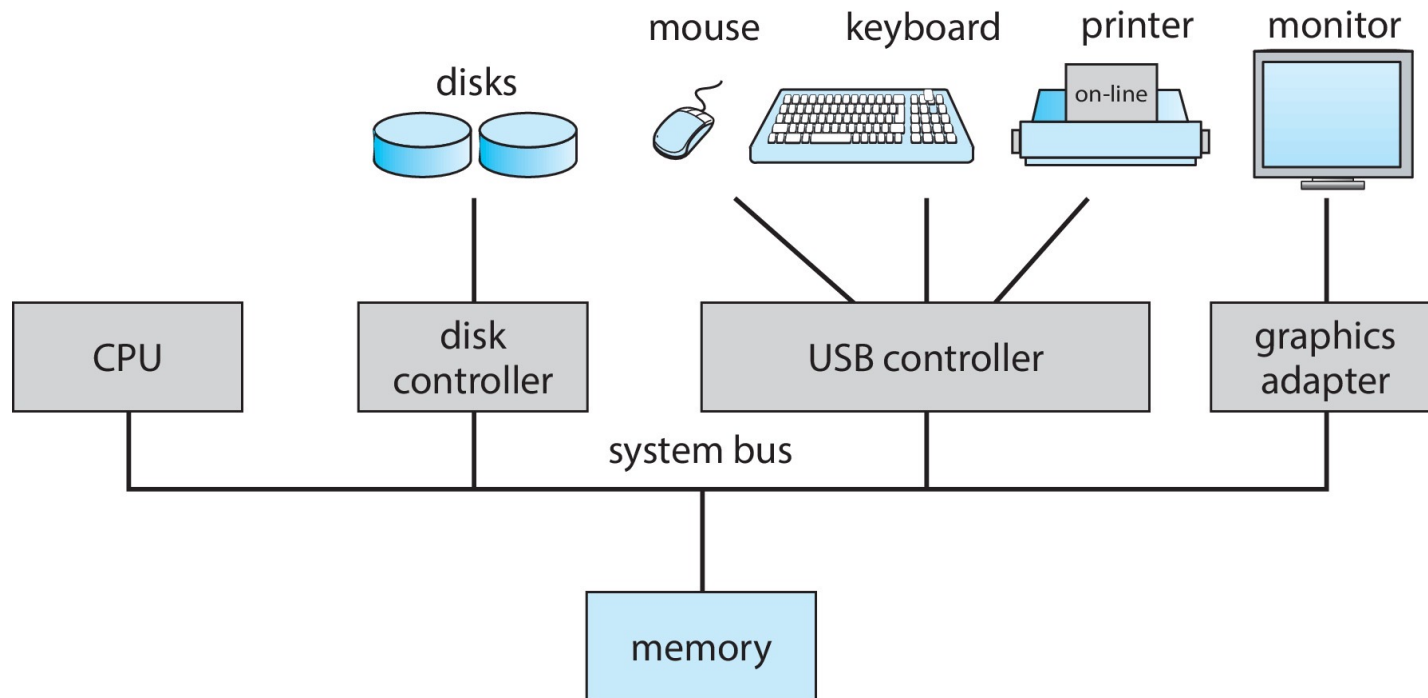 mouse
keyboard
printer
monitor
disks
on-line
CPU
disk
controller
USB controller
graphics
adapter
system bus
memory